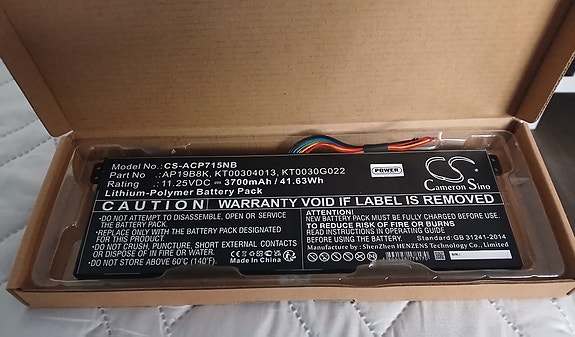 Model No.: CS-ACP715NB
Part No : AP19B8K, KT00304013, KT0030G022
Rating : 11.25VDC ⎓ 3700mAh / 41.63Wh
Lithium-Polymer Battery Pack
POWER
CS
Cameron Sino
CAUTION WARRANTY VOID IF LABEL IS REMOVED
•DO NOT ATTEMPT TO DISASSEMBLE, OPEN OR SERVICE
THE BATTERY PACK
•REPLACE ONLY WITH THE BATTERY PACK DESIGNATED
FOR THIS PRODUCT
•DO NOT CRUSH, PUNCTURE, SHORT EXTERNAL CONTACTS
OR DISPOSE OF IN FIRE OR WATER.
•DO NOT STORE ABOVE 60°C (140°F).
Made In China
ATTENTION!
NEW BATTERY PACK MUST BE FULLY CHARGED BEFORE USE
TO REDUCE RISK OF FIRE OR BURNS
INSTRUCTIONS IN OPERATING GUIDE
Before using the Battery.
Standard:GB 31241-2014
Manufacture by : ShenZhen HENZENS Technology Co., Limited
S/N.: